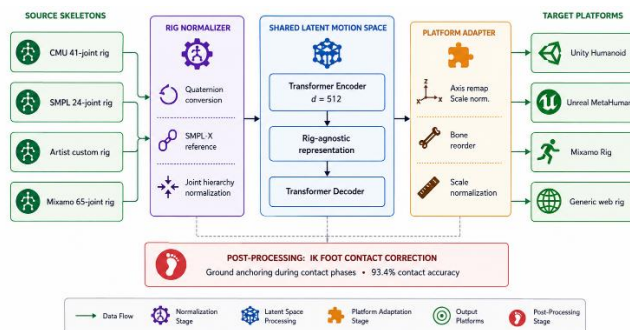 SOURCE SKELETONS
CMU 41-joint rig
SMPL 24-joint rig
Artist custom rig
Mixamo 65-joint rig
RIG NORMALIZER
Quaternion
conversion
SMPL-X
reference
Joint hierarchy
normalization
SHARED LATENT MOTION SPACE
Transformer Encoder
d = 512
Rig-agnostic
representation
Transformer Decoder
PLATFORM ADAPTER
Z
X
X
Axis remap
Scale norm.
Bone
reorder
Scale
normalization
TARGET PLATFORMS
Unity Humanoid
Unreal MetaHuman
Mixamo Rig
Generic web rig
POST-PROCESSING: IK FOOT CONTACT CORRECTION
Ground anchoring during contact phases • 93.4% contact accuracy
Data Flow
Normalization
Stage
Latent Space
Processing
Platform Adaptation
Stage
Output
Platforms
Post-Processing
Stage